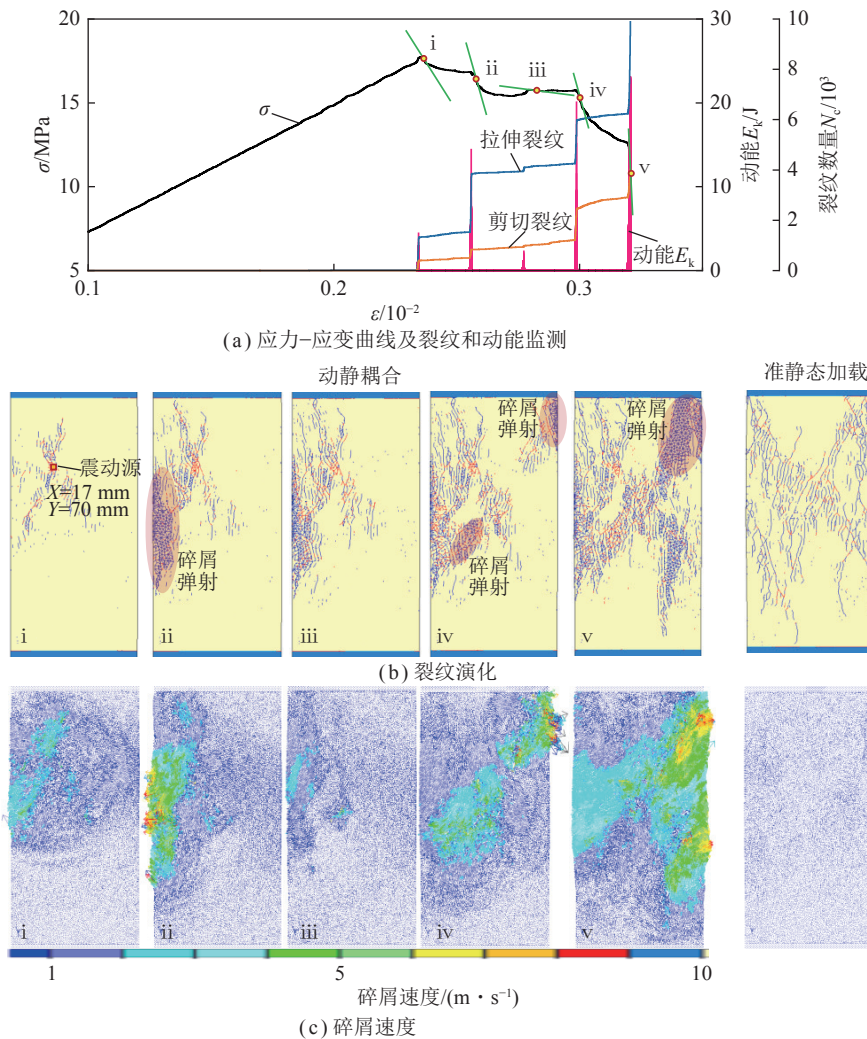 20
15
10
5
σ/MPa
0.1
0.2
0.3
ε/10⁻²
30
20
10
0
动能Eₖ/J
10
8
6
4
2
0
裂纹数量N_c/10³
σ
i
ii
iii
iv
v
拉伸裂纹
剪切裂纹
动能Eₖ
(a) 应力−应变曲线及裂纹和动能监测
动静耦合
准静态加载
震动源
X=17 mm
Y=70 mm
碎屑
弹射
碎屑
弹射
碎屑
弹射
碎屑
弹射
i
ii
iii
iv
v
(b) 裂纹演化
i
ii
iii
iv
v
1
5
10
碎屑速度/(m·s⁻¹)
(c) 碎屑速度